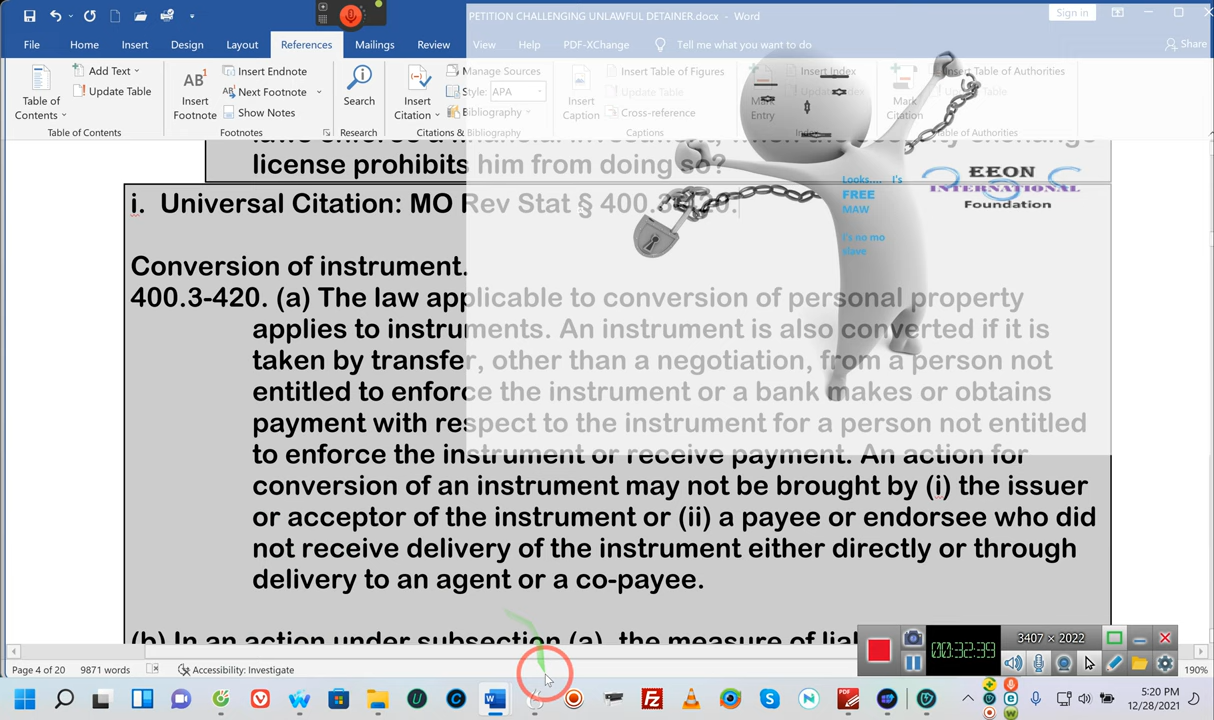 PETITION CHALLENGING UNLAWFUL DETAINER.docx - Word
Sign in
File Home Insert Design Layout References Mailings Review View Help PDF-XChange Tell me what you want to do Share
Table of Contents
Add Text
Update Table
Table of Contents
AB1
Insert Footnote
Insert Endnote
Next Footnote
Show Notes
Footnotes
Search
Research
Insert Citation
Manage Sources
Style: APA
Bibliography
Citations & Bibliography
Insert Caption
Insert Table of Figures
Update Table
Cross-reference
Captions
Mark Entry
Insert Index
Update Index
Index
Mark Citation
Insert Table of Authorities
Update Table
Table of Authorities
license prohibits him from doing so?
EEON
INTERNATIONAL
Foundation
Looks.... I's
FREE
MAW
I's no mo
slave
i. Universal Citation: MO Rev Stat § 400.3-420.
Conversion of instrument.
400.3-420. (a) The law applicable to conversion of personal property
applies to instruments. An instrument is also converted if it is
taken by transfer, other than a negotiation, from a person not
entitled to enforce the instrument or a bank makes or obtains
payment with respect to the instrument for a person not entitled
to enforce the instrument or receive payment. An action for
conversion of an instrument may not be brought by (i) the issuer
or acceptor of the instrument or (ii) a payee or endorsee who did
not receive delivery of the instrument either directly or through
delivery to an agent or a co-payee.
(b) In an action under subsection (a), the measure of
00:32:39
3407 × 2022
Page 4 of 20 9871 words Accessibility: Investigate 190%
5:20 PM
12/28/2021